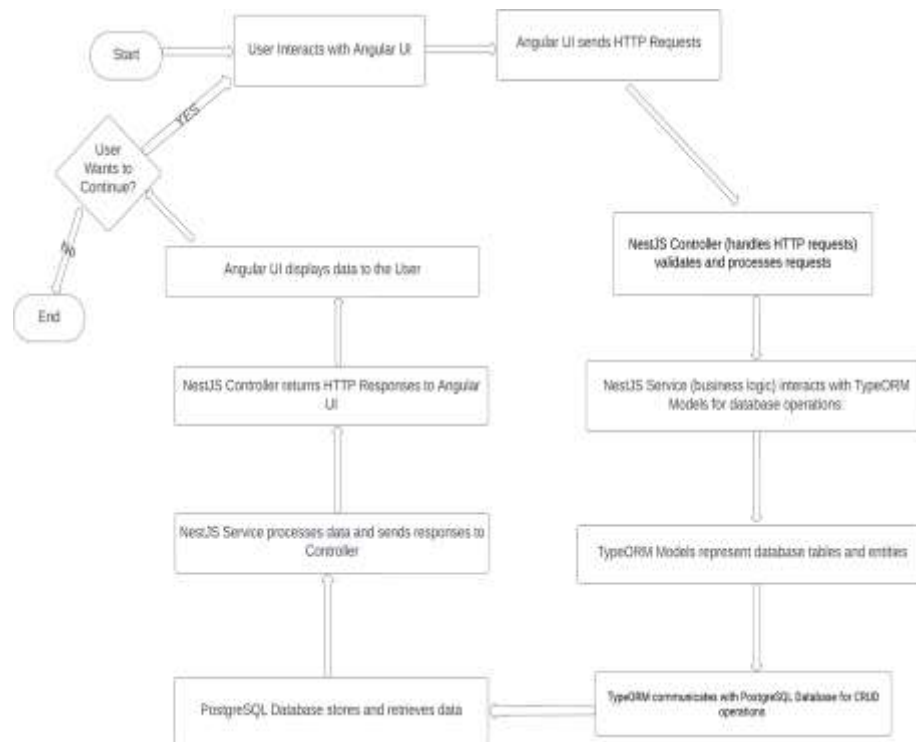 Start
User Interacts with Angular UI
Angular UI sends HTTP Requests
YES
User
Wants to
Continue?
No
End
NestJS Controller (handles HTTP requests)
validates and processes requests
NestJS Service (business logic) interacts with TypeORM
Models for database operations
TypeORM Models represent database tables and entities
TypeORM communicates with PostgreSQL Database for CRUD
operations
PostgreSQL Database stores and retrieves data
NestJS Service processes data and sends responses to
Controller
NestJS Controller returns HTTP Responses to Angular
UI
Angular UI displays data to the User